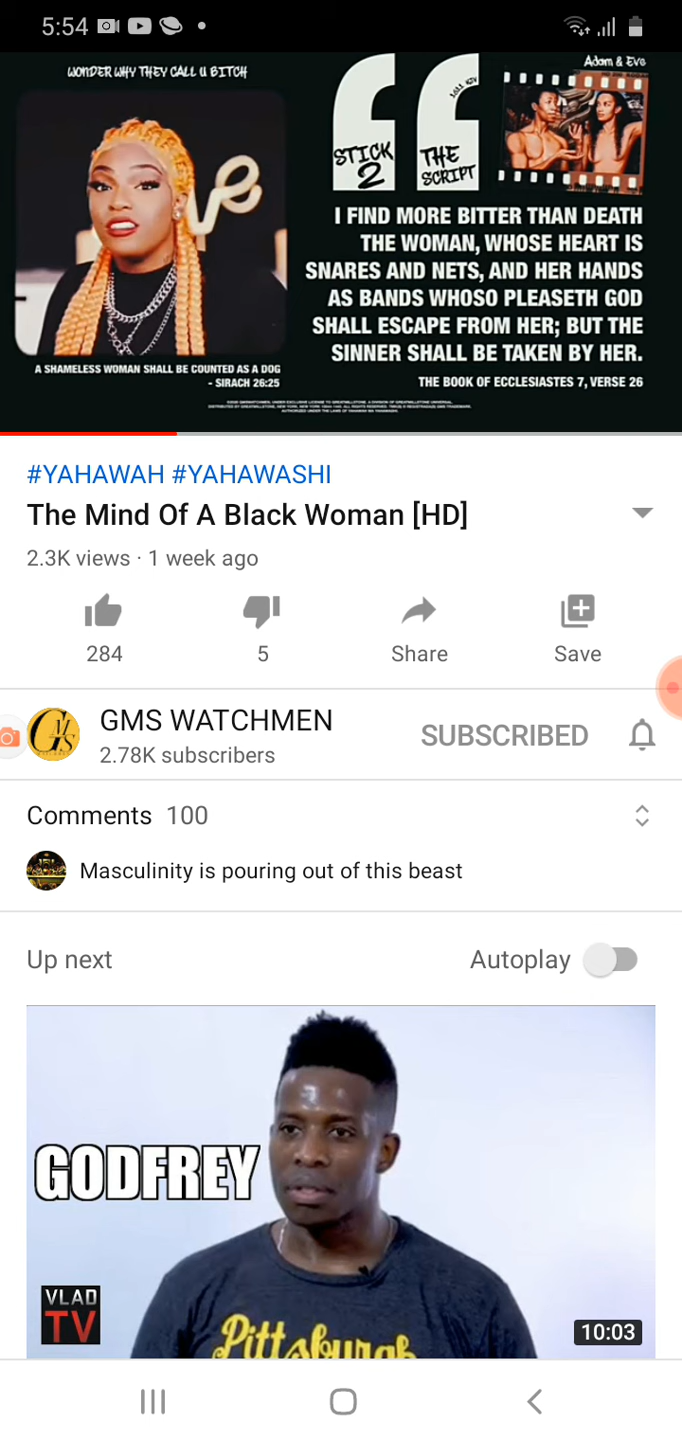 5:54
WONDER WHY THEY CALL U BITCH
Adam & Eve
STICK
2
THE
SCRIPT
I FIND MORE BITTER THAN DEATH
THE WOMAN, WHOSE HEART IS
SNARES AND NETS, AND HER HANDS
AS BANDS WHOSO PLEASETH GOD
SHALL ESCAPE FROM HER; BUT THE
SINNER SHALL BE TAKEN BY HER.
A SHAMELESS WOMAN SHALL BE COUNTED AS A DOG
- SIRACH 26:25
THE BOOK OF ECCLESIASTES 7, VERSE 26
#YAHAWAH #YAHAWASHI
The Mind Of A Black Woman [HD]
2.3K views · 1 week ago
284
5
Share
Save
GMS WATCHMEN
SUBSCRIBED
2.78K subscribers
Comments 100
Masculinity is pouring out of this beast
Up next
Autoplay
GODFREY
VLAD
TV
Pittsburgh
10:03